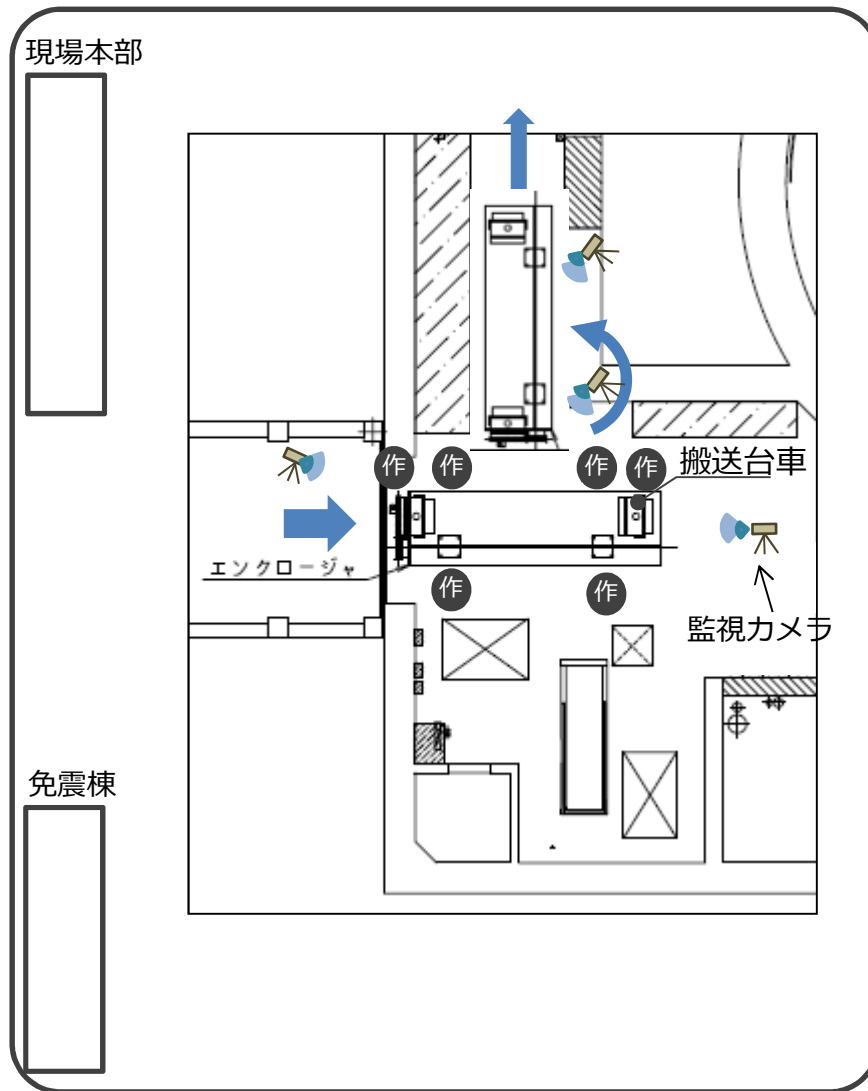 現場本部
作 作 作 作
搬送台車
エンクロージャ
作 作
監視カメラ
免震棟